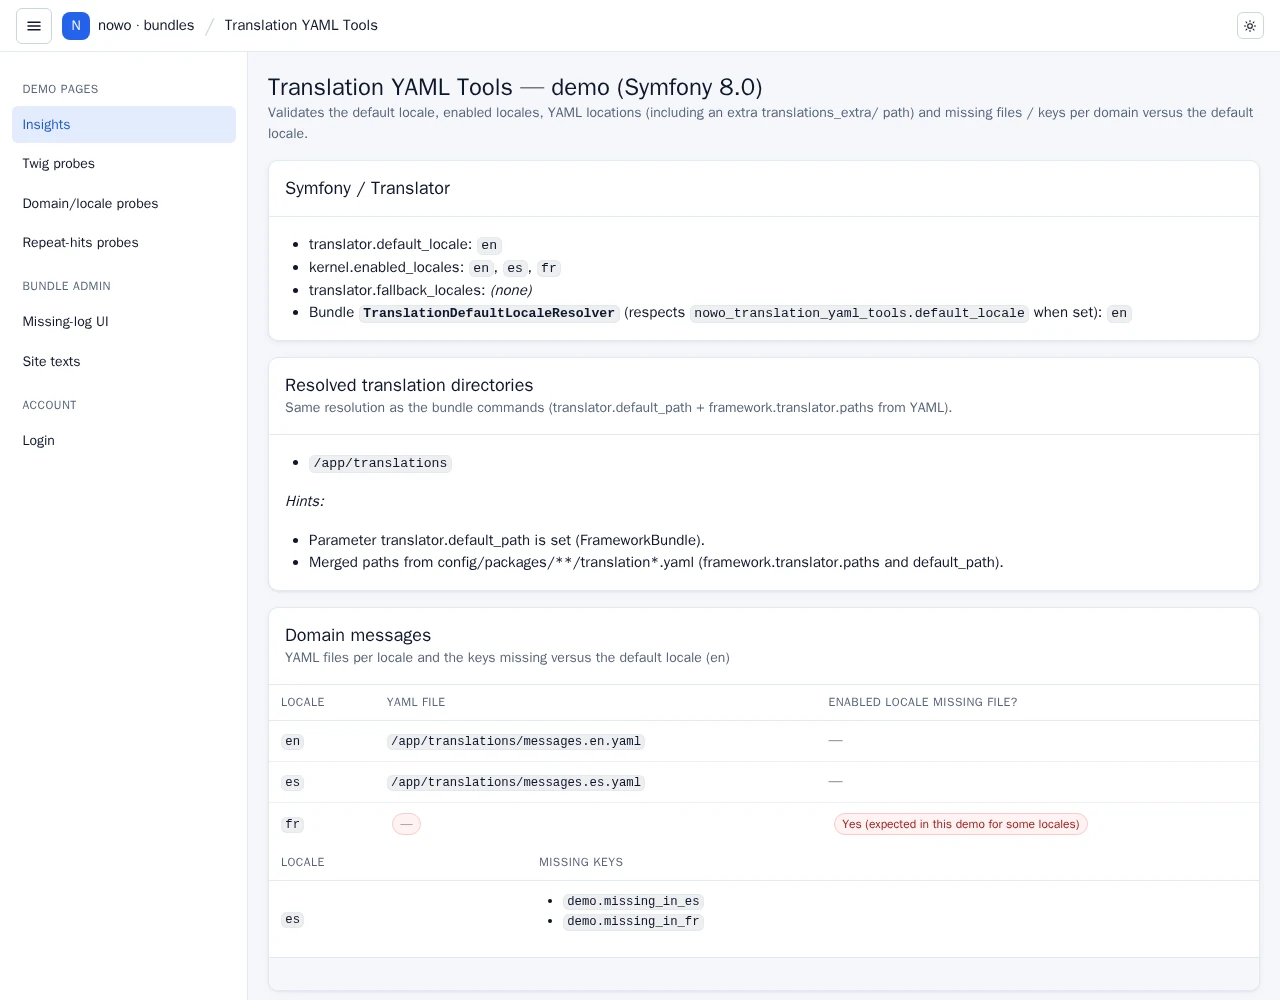 N nowo · bundles / Translation YAML Tools
DEMO PAGES
Insights
Twig probes
Domain/locale probes
Repeat-hits probes
BUNDLE ADMIN
Missing-log UI
Site texts
ACCOUNT
Login
Translation YAML Tools — demo (Symfony 8.0)
Validates the default locale, enabled locales, YAML locations (including an extra translations_extra/ path) and missing files / keys per domain versus the default
locale.
Symfony / Translator
• translator.default_locale: en
• kernel.enabled_locales: en, es, fr
• translator.fallback_locales: (none)
• Bundle TranslationDefaultLocaleResolver (respects nowo_translation_yaml_tools.default_locale when set): en
Resolved translation directories
Same resolution as the bundle commands (translator.default_path + framework.translator.paths from YAML).
• /app/translations
Hints:
• Parameter translator.default_path is set (FrameworkBundle).
• Merged paths from config/packages/**/translation*.yaml (framework.translator.paths and default_path).
Domain messages
YAML files per locale and the keys missing versus the default locale (en)
LOCALE YAML FILE ENABLED LOCALE MISSING FILE?
en /app/translations/messages.en.yaml —
es /app/translations/messages.es.yaml —
fr — Yes (expected in this demo for some locales)
LOCALE MISSING KEYS
• demo.missing_in_es
es
• demo.missing_in_fr